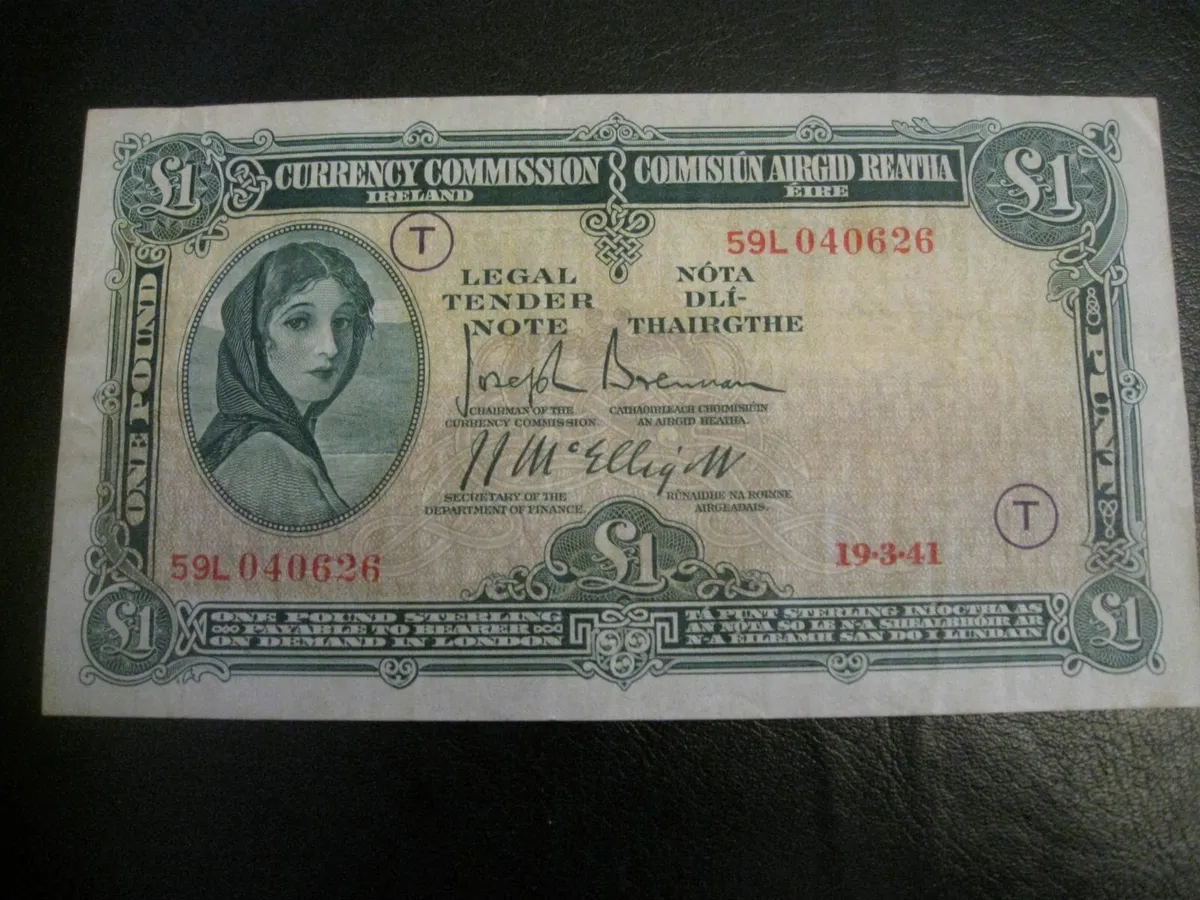 £1
CURRENCY COMMISSION
IRELAND
COIMISIÚN AIRGID REATHA
ÉIRE
£1
T
59L 040626
LEGAL
TENDER
NOTE
NÓTA
DLÍ-
THAIRGTHE
ONE POUND
PUNT
Joseph Brennan
CHAIRMAN OF THE
CURRENCY COMMISSION.
CATHAOIRLEACH CHOIMISIÚIN
AN AIRGID REATHA.
J J McElligott
SECRETARY OF THE
DEPARTMENT OF FINANCE.
RÚNAIDHE NA ROINNE
AIRGEADAIS.
T
59L 040626
£1
19·3·41
£1
ONE POUND STERLING
PAYABLE TO BEARER
ON DEMAND IN LONDON
TÁ PUNT STERLING INÍOCTHA AS
AN NÓTA SO LE N-A SHEALBHÓIR AR
N-A ÉILEAMH SAN DO I LUNDAIN
£1